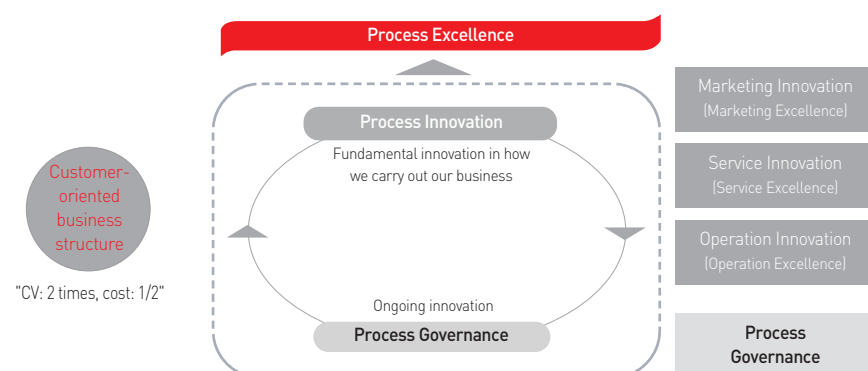 Process Excellence
Process Innovation
Fundamental innovation in how
we carry out our business
Ongoing innovation
Process Governance
Customer-
oriented
business
structure
"CV: 2 times, cost: 1/2"
Marketing Innovation
(Marketing Excellence)
Service Innovation
(Service Excellence)
Operation Innovation
(Operation Excellence)
Process
Governance